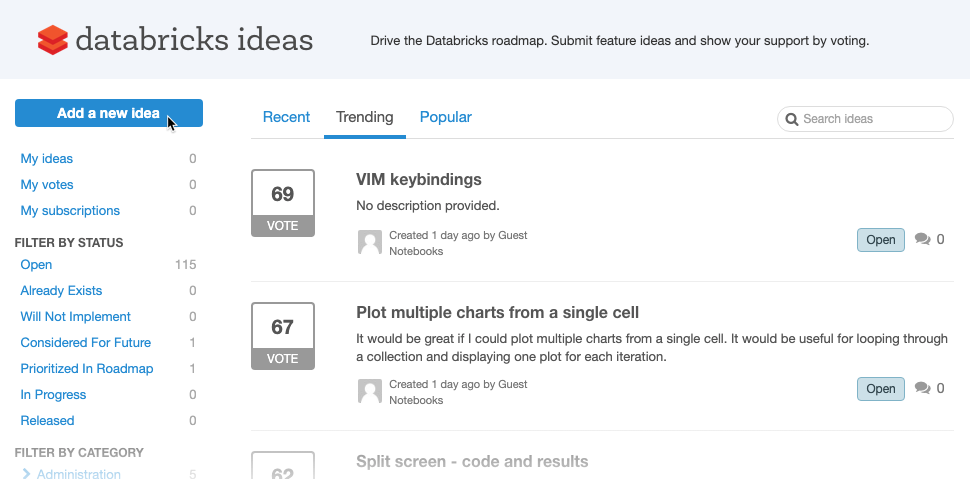 databricks ideas
Drive the Databricks roadmap. Submit feature ideas and show your support by voting.
Add a new idea
My ideas 0
My votes 0
My subscriptions 0
FILTER BY STATUS
Open 115
Already Exists 0
Will Not Implement 0
Considered For Future 1
Prioritized In Roadmap 1
In Progress 0
Released 0
FILTER BY CATEGORY
Administration 5
Recent Trending Popular
Search ideas
69
VOTE
VIM keybindings
No description provided.
Created 1 day ago by Guest
Notebooks
Open 0
67
VOTE
Plot multiple charts from a single cell
It would be great if I could plot multiple charts from a single cell. It would be useful for looping through
a collection and displaying one plot for each iteration.
Created 1 day ago by Guest
Notebooks
Open 0
62
Split screen - code and results